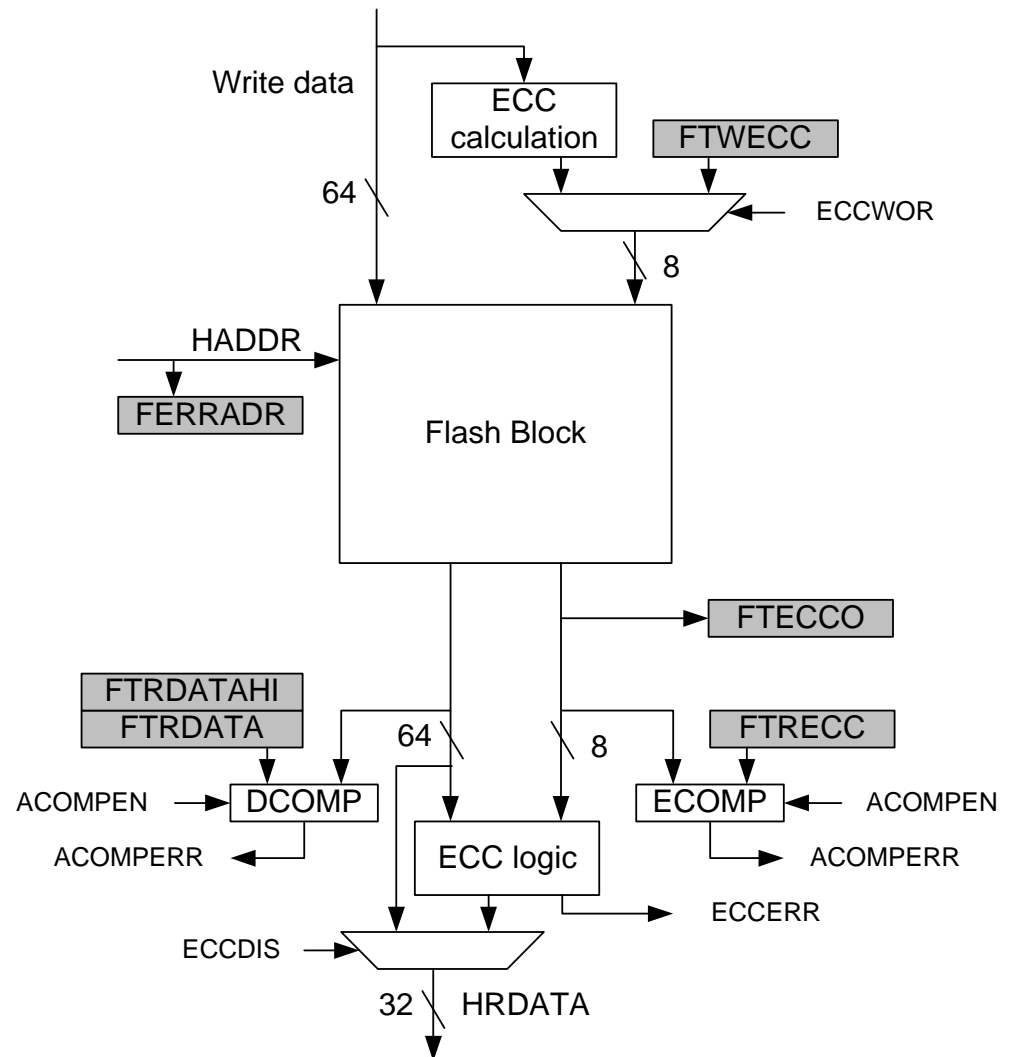 Write data
ECC
calculation
FTWECC
64
ECCWOR
8
HADDR
FERRADR
Flash Block
FTECCO
FTRDATAHI
FTRDATA
64
8
FTRECC
ACOMPEN
DCOMP
ECOMP
ACOMPEN
ACOMPERR
ECC logic
ACOMPERR
ECCERR
ECCDIS
32
HRDATA